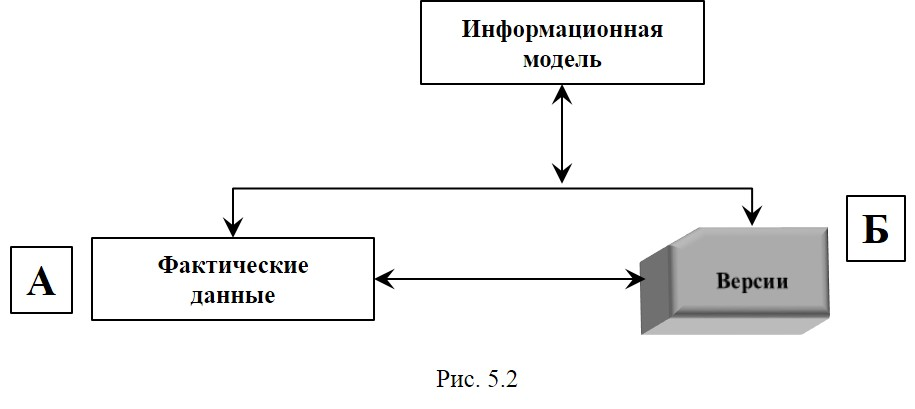 Информационная
модель
А
Фактические
данные
Версии
Б
Рис. 5.2